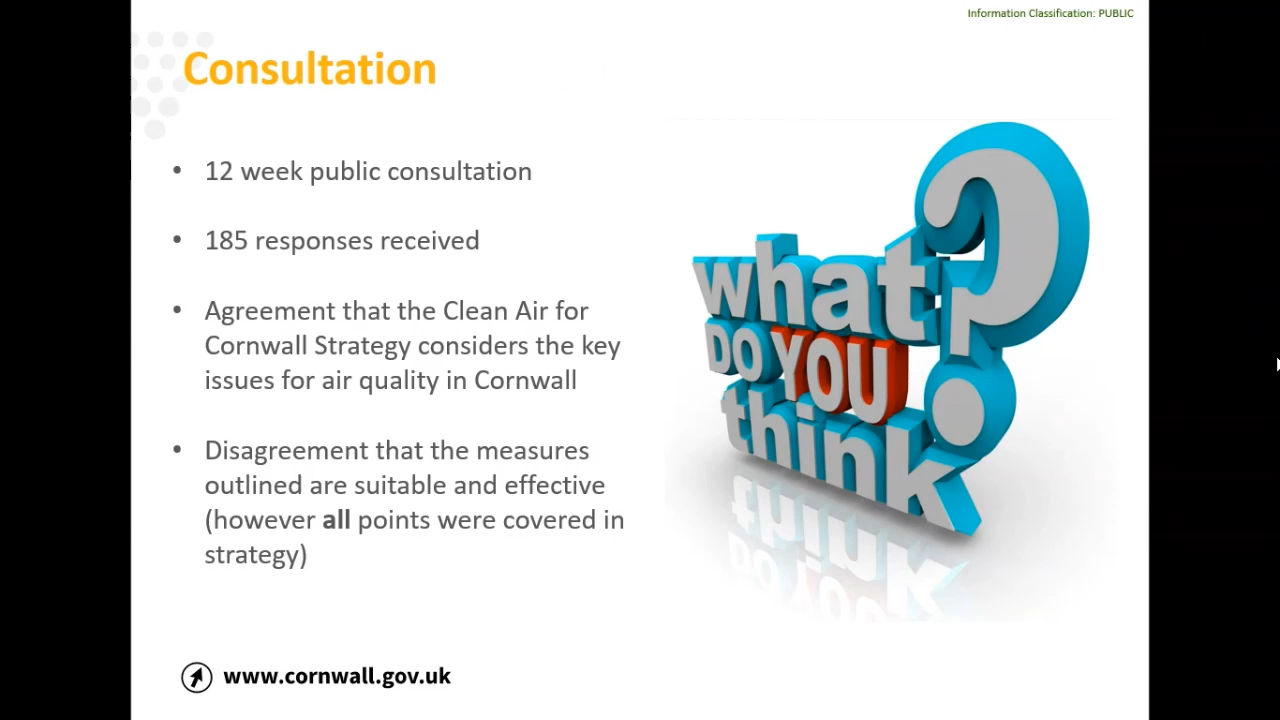 Information Classification: PUBLIC
Consultation
• 12 week public consultation
• 185 responses received
• Agreement that the Clean Air for
Cornwall Strategy considers the key
issues for air quality in Cornwall
• Disagreement that the measures
outlined are suitable and effective
(however all points were covered in
strategy)
what
DO YOU
think?
www.cornwall.gov.uk